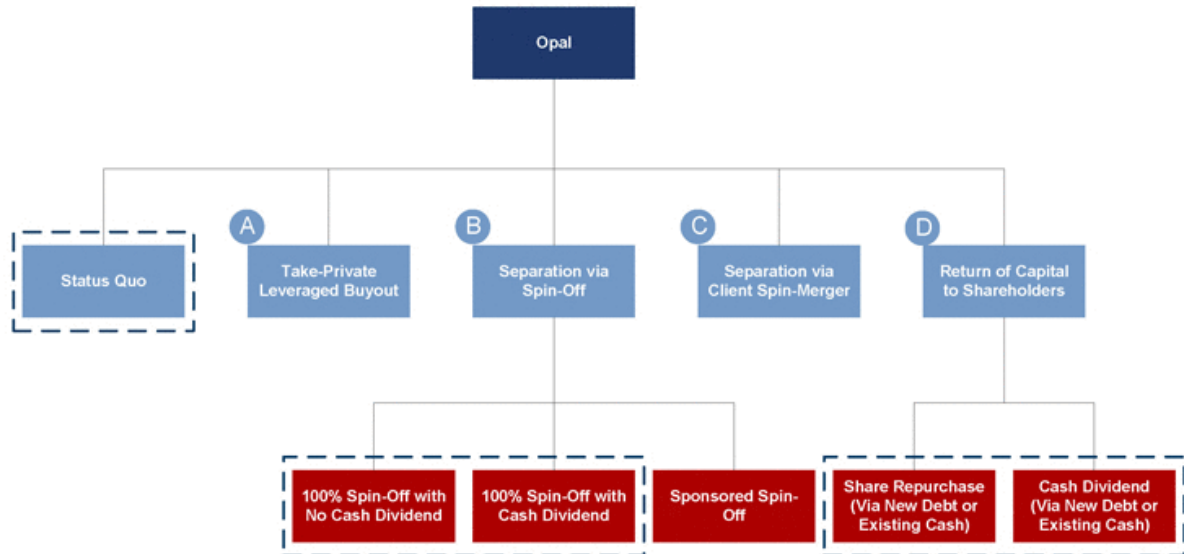 Opal
A
B
C
D
Status Quo
Take-Private
Leveraged Buyout
Separation via
Spin-Off
Separation via
Client Spin-Merger
Return of Capital
to Shareholders
100% Spin-Off with
No Cash Dividend
100% Spin-Off with
Cash Dividend
Sponsored Spin-
Off
Share Repurchase
(Via New Debt or
Existing Cash)
Cash Dividend
(Via New Debt or
Existing Cash)